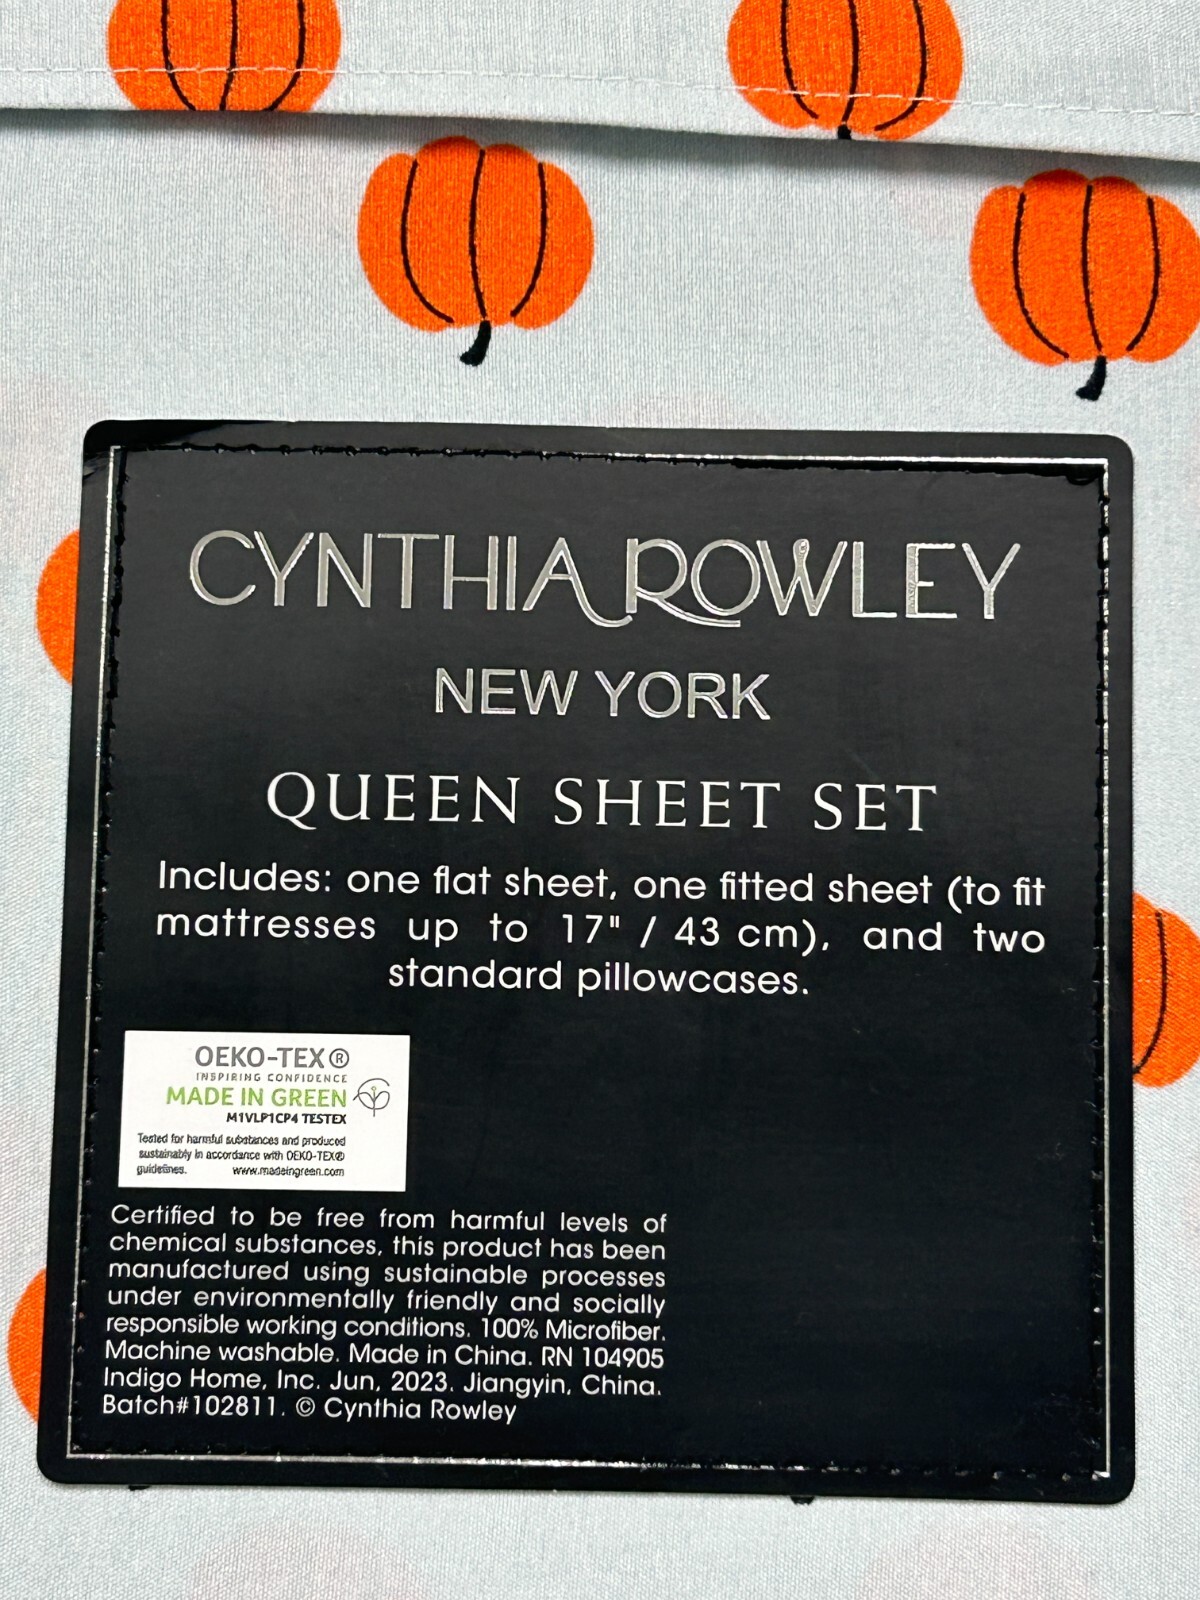 CYNTHIA ROWLEY
NEW YORK
QUEEN SHEET SET
Includes: one flat sheet, one fitted sheet (to fit
mattresses up to 17" / 43 cm), and two
standard pillowcases.
OEKO-TEX®
INSPIRING CONFIDENCE
MADE IN GREEN
M1VLP1CP4 TESTEX
Tested for harmful substances and produced
sustainably in accordance with OEKO-TEX®
guidelines. www.madeingreen.com
Certified to be free from harmful levels of
chemical substances, this product has been
manufactured using sustainable processes
under environmentally friendly and socially
responsible working conditions. 100% Microfiber.
Machine washable. Made in China. RN 104905
Indigo Home, Inc. Jun, 2023. Jiangyin, China.
Batch#102811. © Cynthia Rowley